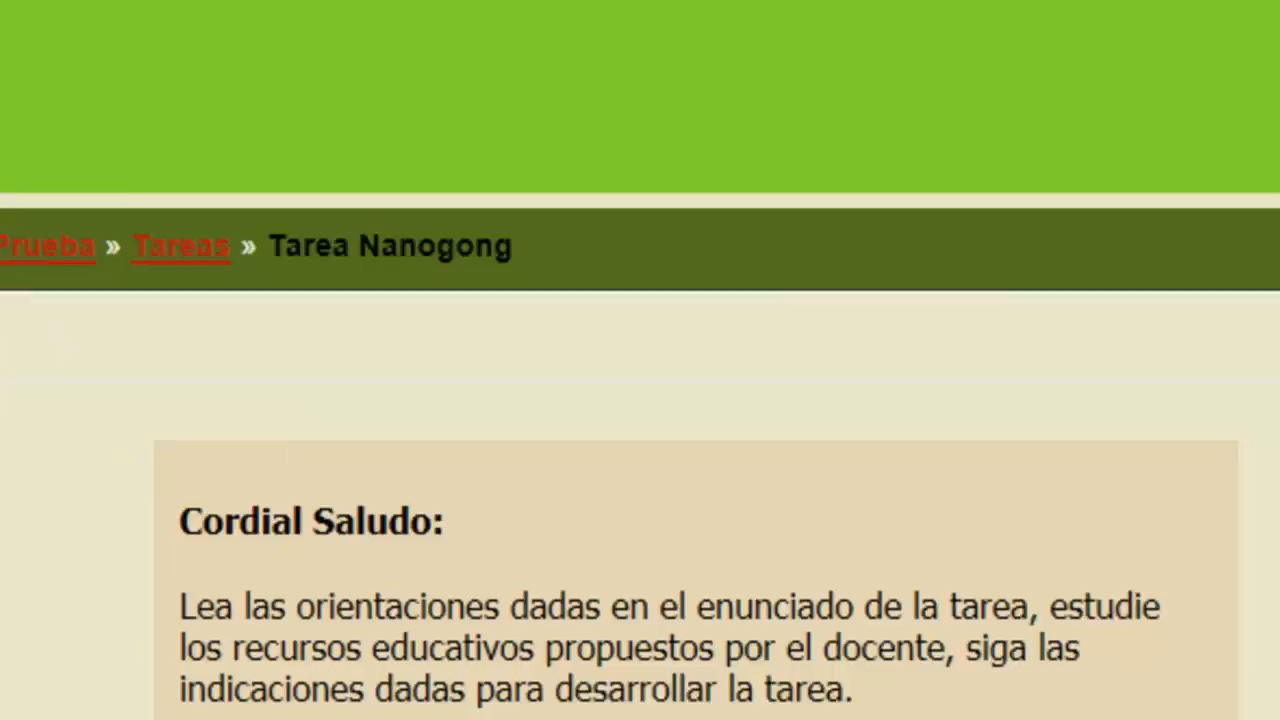 Prueba » Tareas » Tarea Nanogong
Cordial Saludo:
Lea las orientaciones dadas en el enunciado de la tarea, estudie
los recursos educativos propuestos por el docente, siga las
indicaciones dadas para desarrollar la tarea.